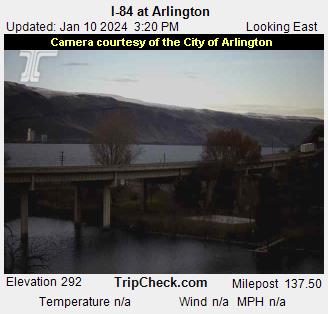 I-84 at Arlington
Updated: Jan 10 2024 3:20 PM Looking East
Camera courtesy of the City of Arlington
Elevation 292 TripCheck.com Milepost 137.50
Temperature n/a Wind n/a MPH n/a